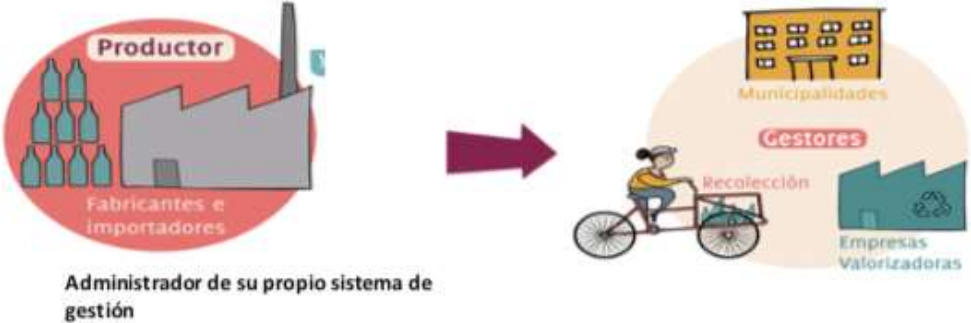 Productor
Fabricantes e
importadores
Administrador de su propio sistema de
gestión
Municipalidades
Gestores
Recolección
Empresas
Valorizadoras